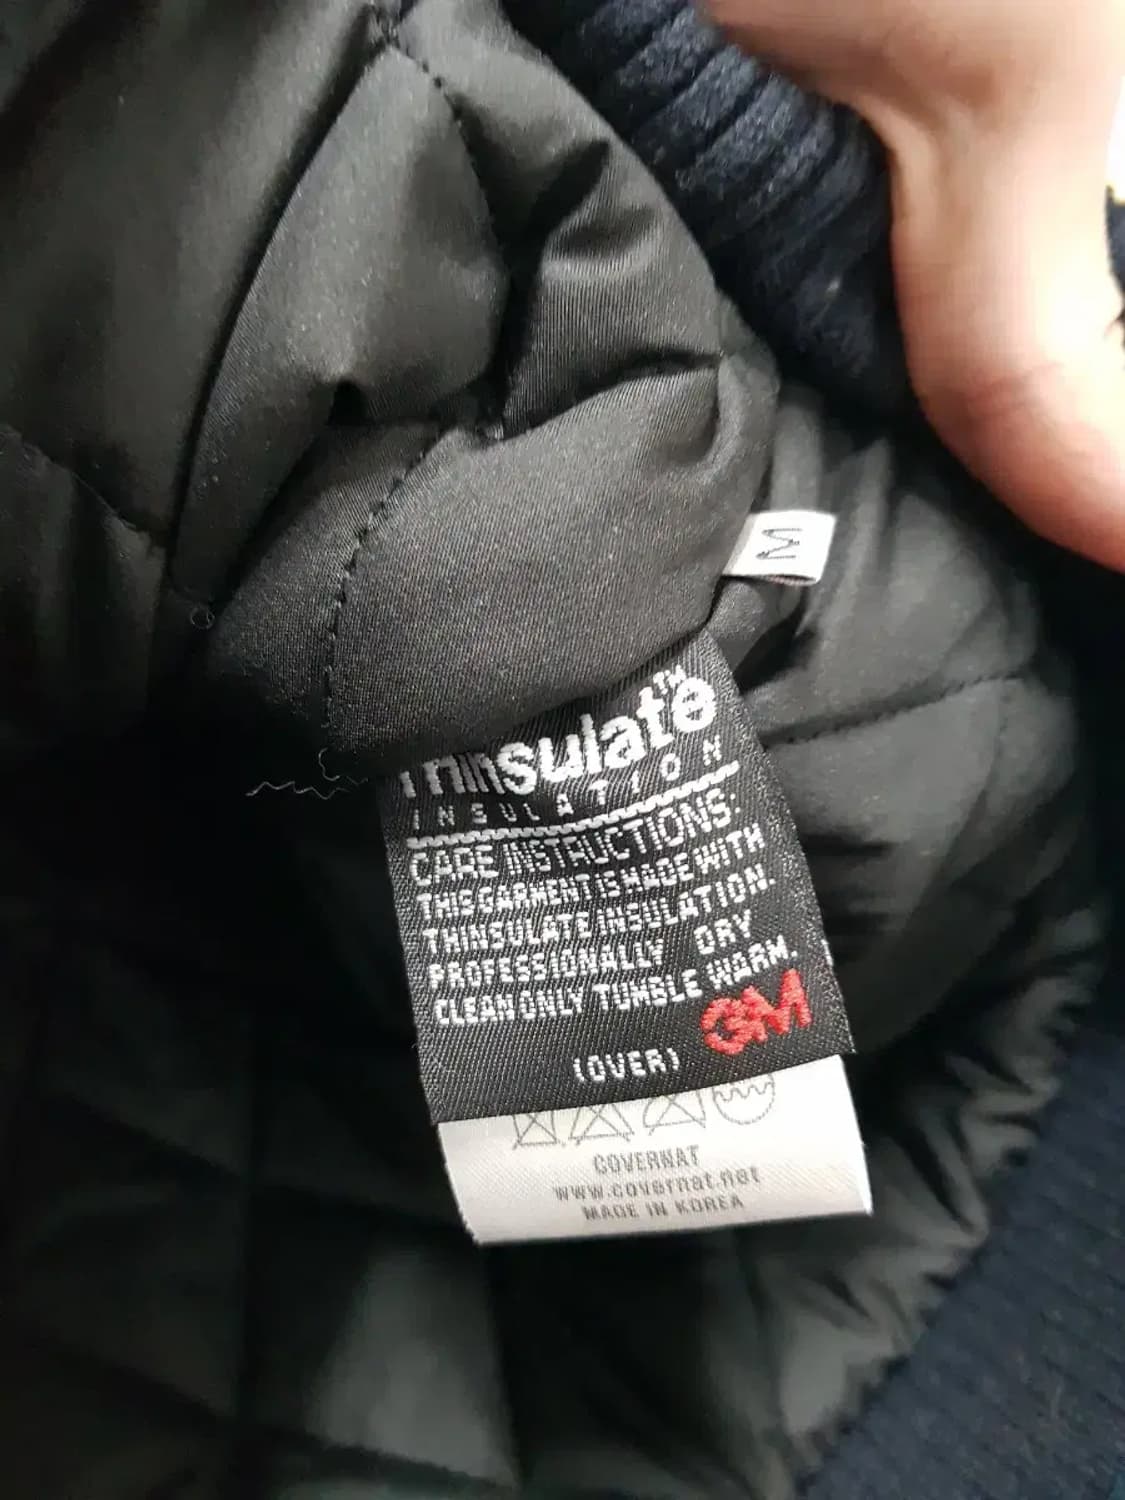 M
Thinsulate™
INSULATION
CARE INSTRUCTIONS:
THIS GARMENT IS MADE WITH
THINSULATE INSULATION.
PROFESSIONALLY DRY
CLEAN ONLY TUMBLE WARM.
3M
(OVER)
COVERNAT
www.covernat.net
MADE IN KOREA